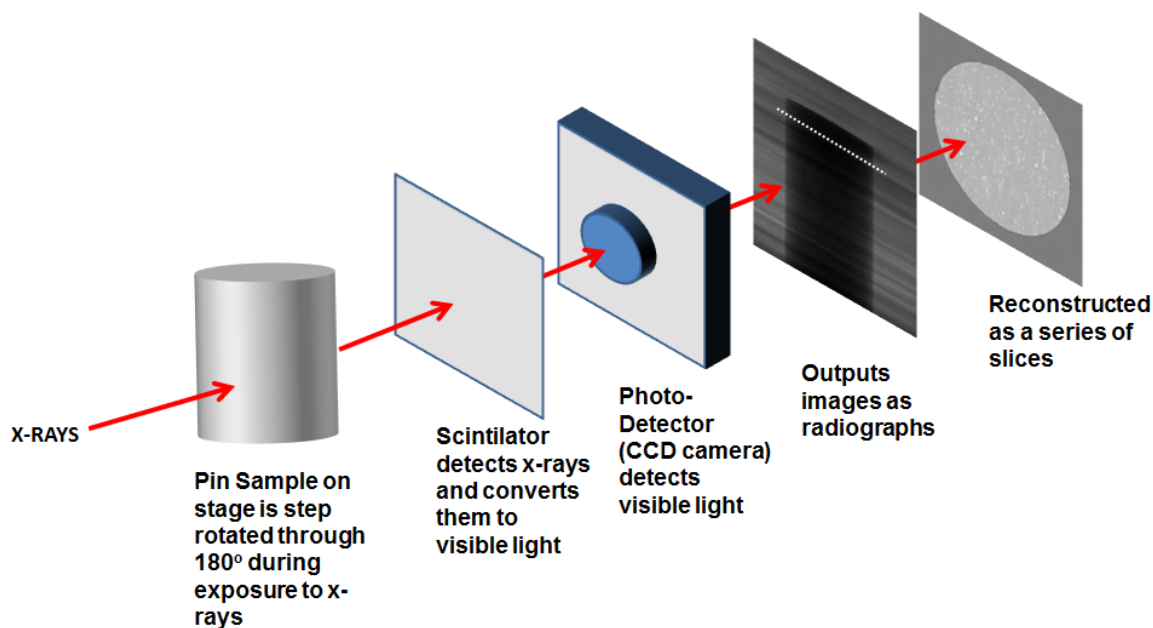 X-RAYS
Pin Sample on
stage is step
rotated through
180º during
exposure to x-
rays
Scintilator
detects x-rays
and converts
them to
visible light
Photo-
Detector
(CCD camera)
detects
visible light
Outputs
images as
radiographs
Reconstructed
as a series of
slices